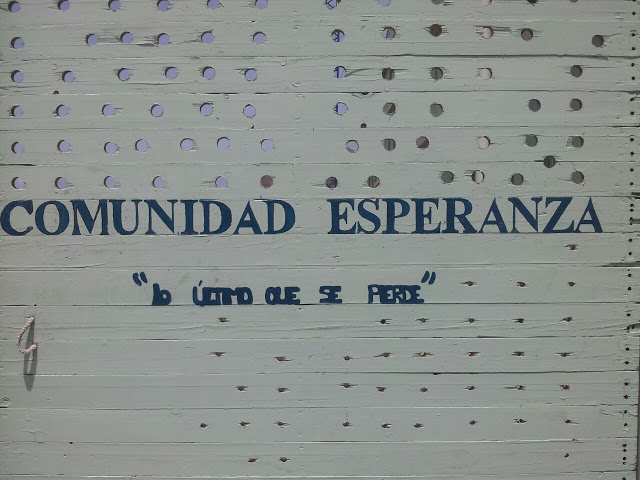 COMUNIDAD ESPERANZA
"lo ÚLTIMO QUE SE PIERDE"